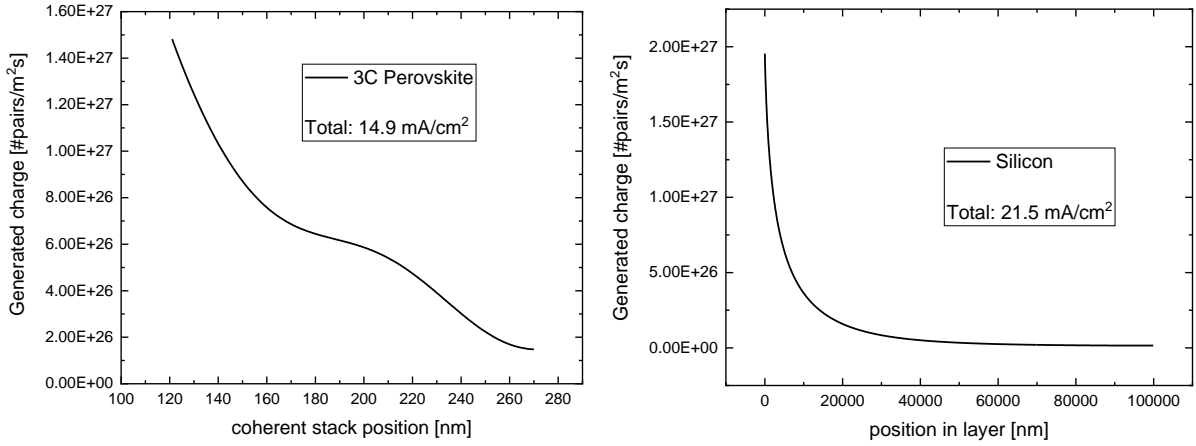 1.60E+27
1.40E+27
1.20E+27
1.00E+27
8.00E+26
6.00E+26
4.00E+26
2.00E+26
0.00E+00
Generated charge [#pairs/m²s]
3C Perovskite
Total: 14.9 mA/cm²
100 120 140 160 180 200 220 240 260 280
coherent stack position [nm]
2.00E+27
1.50E+27
1.00E+27
5.00E+26
0.00E+00
Generated charge [#pairs/m²s]
Silicon
Total: 21.5 mA/cm²
0 20000 40000 60000 80000 100000
position in layer [nm]